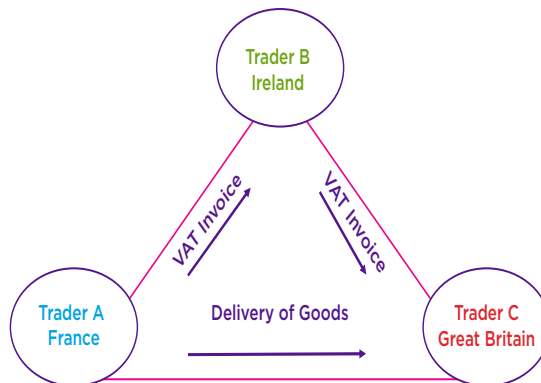 Trader B
Ireland
VAT Invoice
VAT Invoice
Trader A
France
Delivery of Goods
Trader C
Great Britain